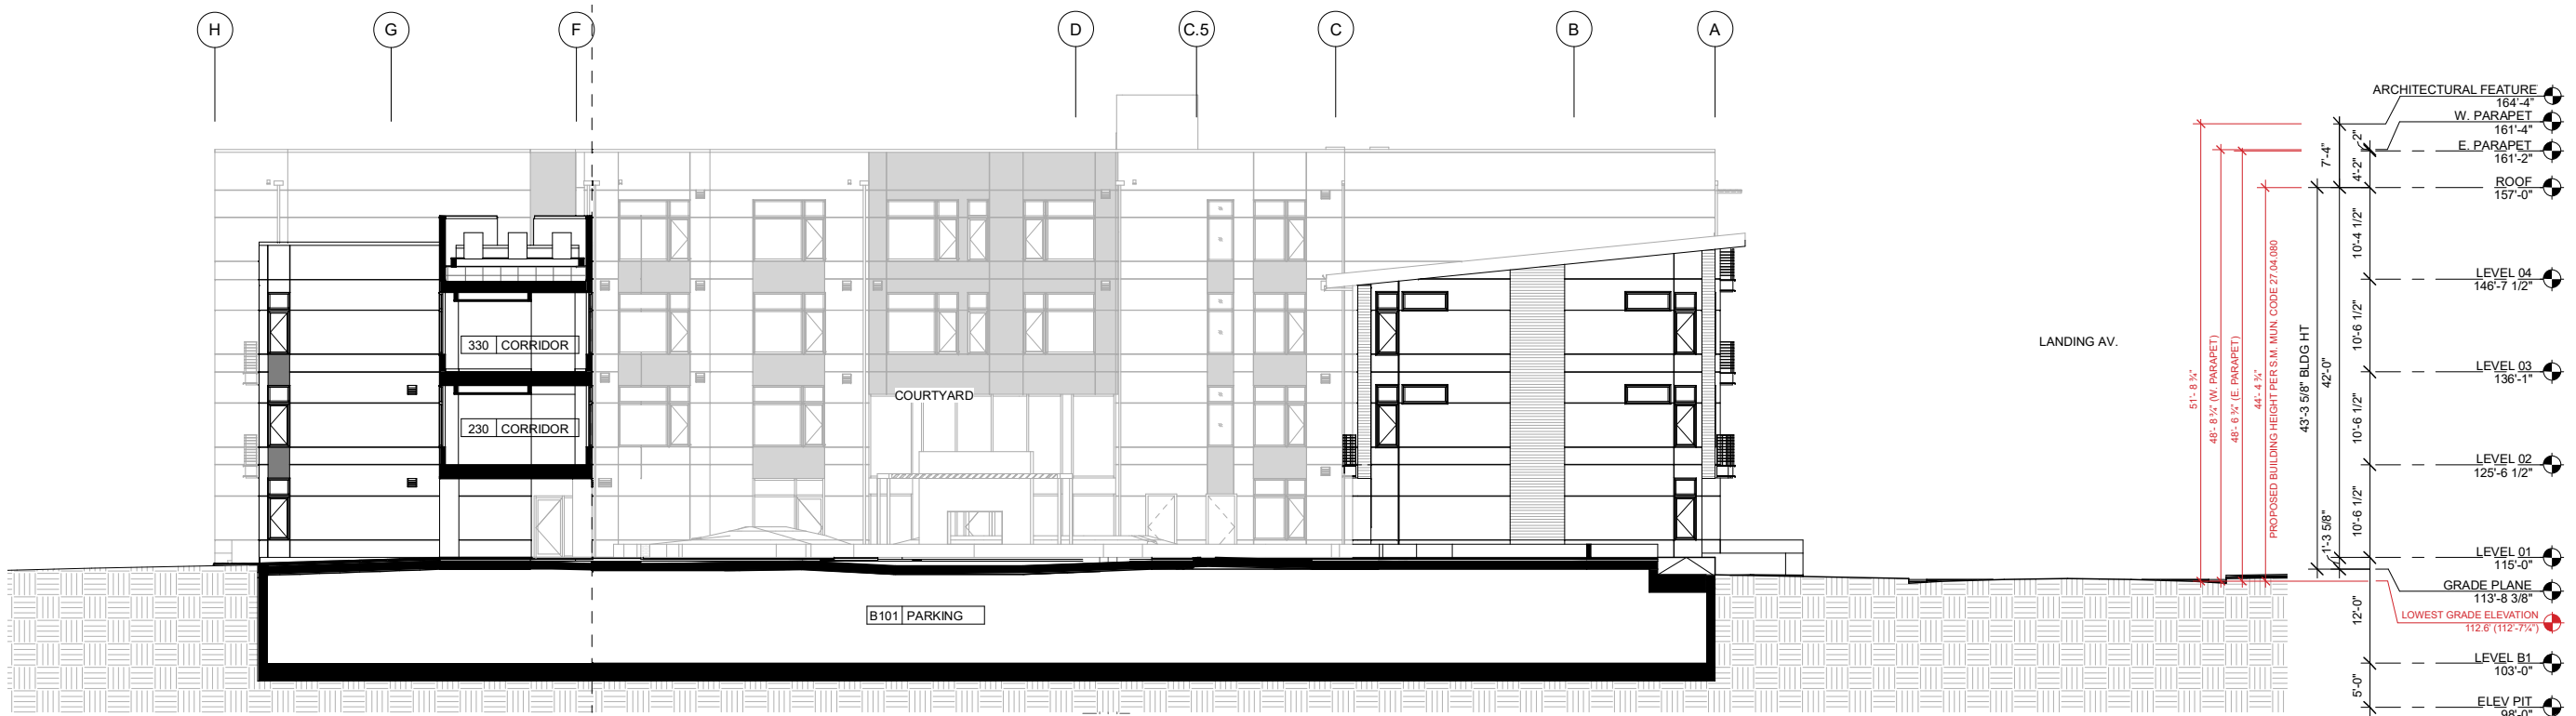 H
G
F
D
C.5
C
B
A
ARCHITECTURAL FEATURE
164'-4"
W. PARAPET
161'-4"
E. PARAPET
161'-2"
ROOF
157'-0"
LEVEL 04
146'-7 1/2"
LEVEL 03
136'-1"
LEVEL 02
125'-6 1/2"
LEVEL 01
115'-0"
GRADE PLANE
113'-8 3/8"
LOWEST GRADE ELEVATION
112.6' (112'-7¼")
LEVEL B1
103'-0"
ELEV PIT
98'-0"
330 CORRIDOR
230 CORRIDOR
COURTYARD
B101 PARKING
LANDING AV.
51'- 8 ¾"
48'- 8 ¾" (W. PARAPET)
48'- 6 ¾" (E. PARAPET)
44'- 4 ¾"
PROPOSED BUILDING HEIGHT PER S.M. MUN. CODE 27.04.080
43'-3 5/8" BLDG HT
7'-4"
42'-0"
1'-3 5/8"
2"
4'-2"
10'-4 1/2"
10'-6 1/2"
10'-6 1/2"
10'-6 1/2"
12'-0"
5'-0"